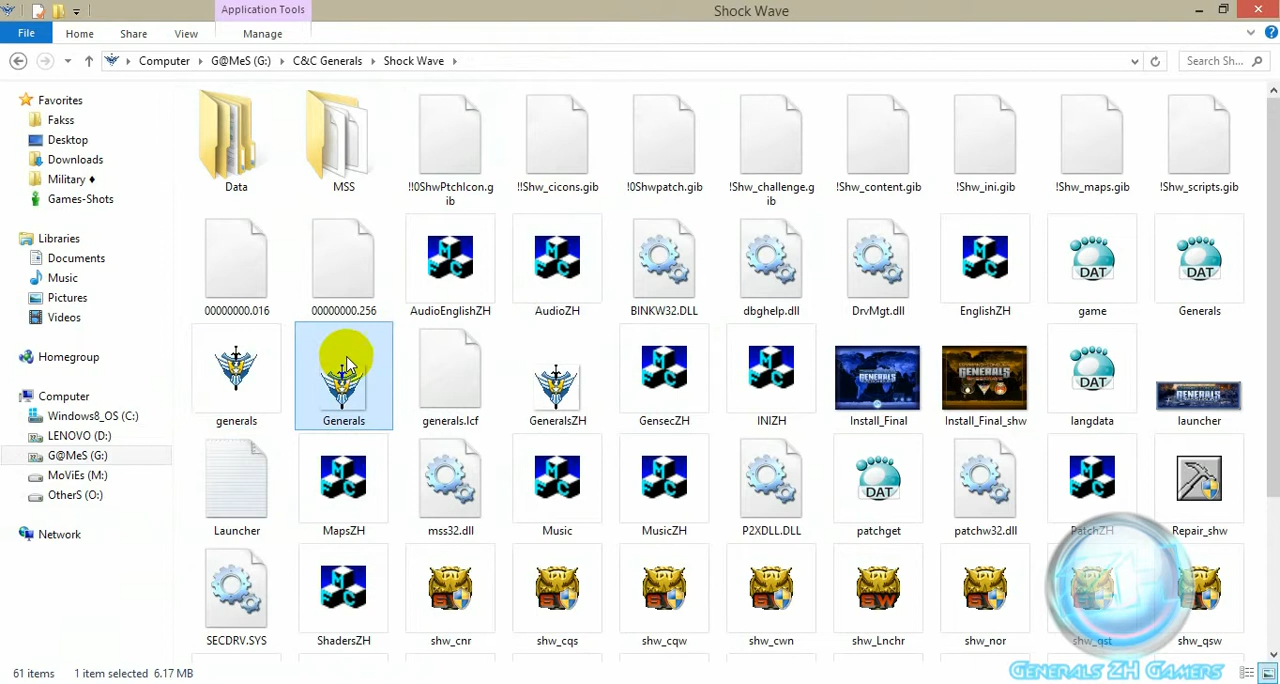 Application Tools
Shock Wave
File Home Share View Manage
Computer G@MeS (G:) C&C Generals Shock Wave
Search Sh...
Favorites
Fakss
Desktop
Downloads
Military ♦
Games-Shots
Libraries
Documents
Music
Pictures
Videos
Homegroup
Computer
Windows8_OS (C:)
LENOVO (D:)
G@MeS (G:)
MoViEs (M:)
OtherS (O:)
Network
Data MSS !!0ShwPtchIcon.g !!Shw_cicons.gib !0Shwpatch.gib !Shw_challenge.g !Shw_content.gib !Shw_ini.gib !Shw_maps.gib !Shw_scripts.gib
ib ib
00000000.016 00000000.256 AudioEnglishZH AudioZH BINKW32.DLL dbghelp.dll DrvMgt.dll EnglishZH game Generals
generals Generals generals.lcf GeneralsZH GensecZH INIZH Install_Final Install_Final_shw langdata launcher
Launcher MapsZH mss32.dll Music MusicZH P2XDLL.DLL patchget patchw32.dll PatchZH Repair_shw
SECDRV.SYS ShadersZH shw_cnr shw_cqs shw_cqw shw_cwn shw_Lnchr shw_nor shw_qst shw_qsw
61 items 1 item selected 6.17 MB
Generals ZH Gamers